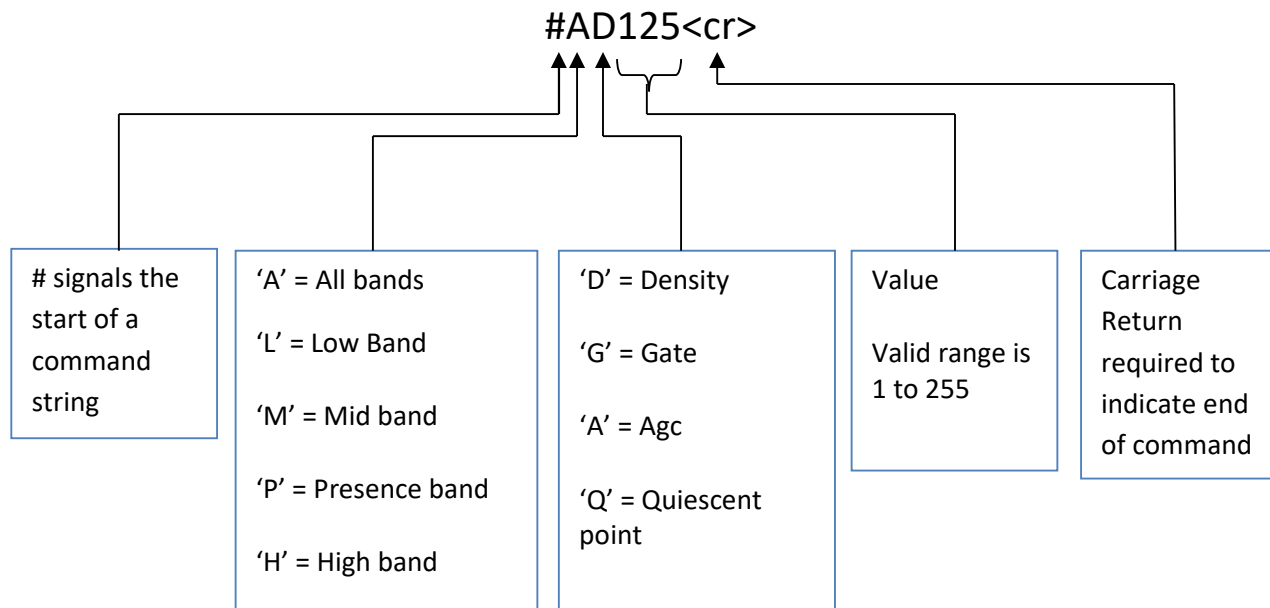 #AD125<cr>
# signals the
start of a
command
string
‘A’ = All bands
‘L’ = Low Band
‘M’ = Mid band
‘P’ = Presence band
‘H’ = High band
‘D’ = Density
‘G’ = Gate
‘A’ = Agc
‘Q’ = Quiescent
point
Value
Valid range is
1 to 255
Carriage
Return
required to
indicate end
of command